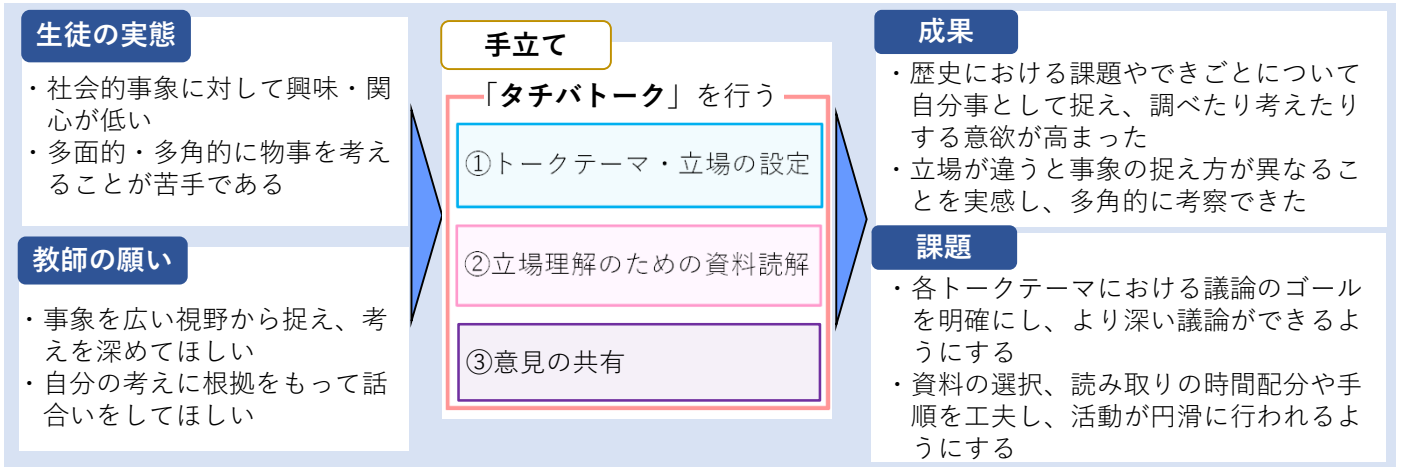 生徒の実態
・社会的事象に対して興味・関
心が低い
・多面的・多角的に物事を考え
ることが苦手である
教師の願い
・事象を広い視野から捉え、考
えを深めてほしい
・自分の考えに根拠をもって話
合いをしてほしい
手立て
「タチバトーク」を行う
①トークテーマ・立場の設定
②立場理解のための資料読解
③意見の共有
成果
・歴史における課題やできごとについて
自分事として捉え、調べたり考えたり
する意欲が高まった
・立場が違うと事象の捉え方が異なるこ
とを実感し、多角的に考察できた
課題
・各トークテーマにおける議論のゴール
を明確にし、より深い議論ができるよ
うにする
・資料の選択、読み取りの時間配分や手
順を工夫し、活動が円滑に行われるよ
うにする